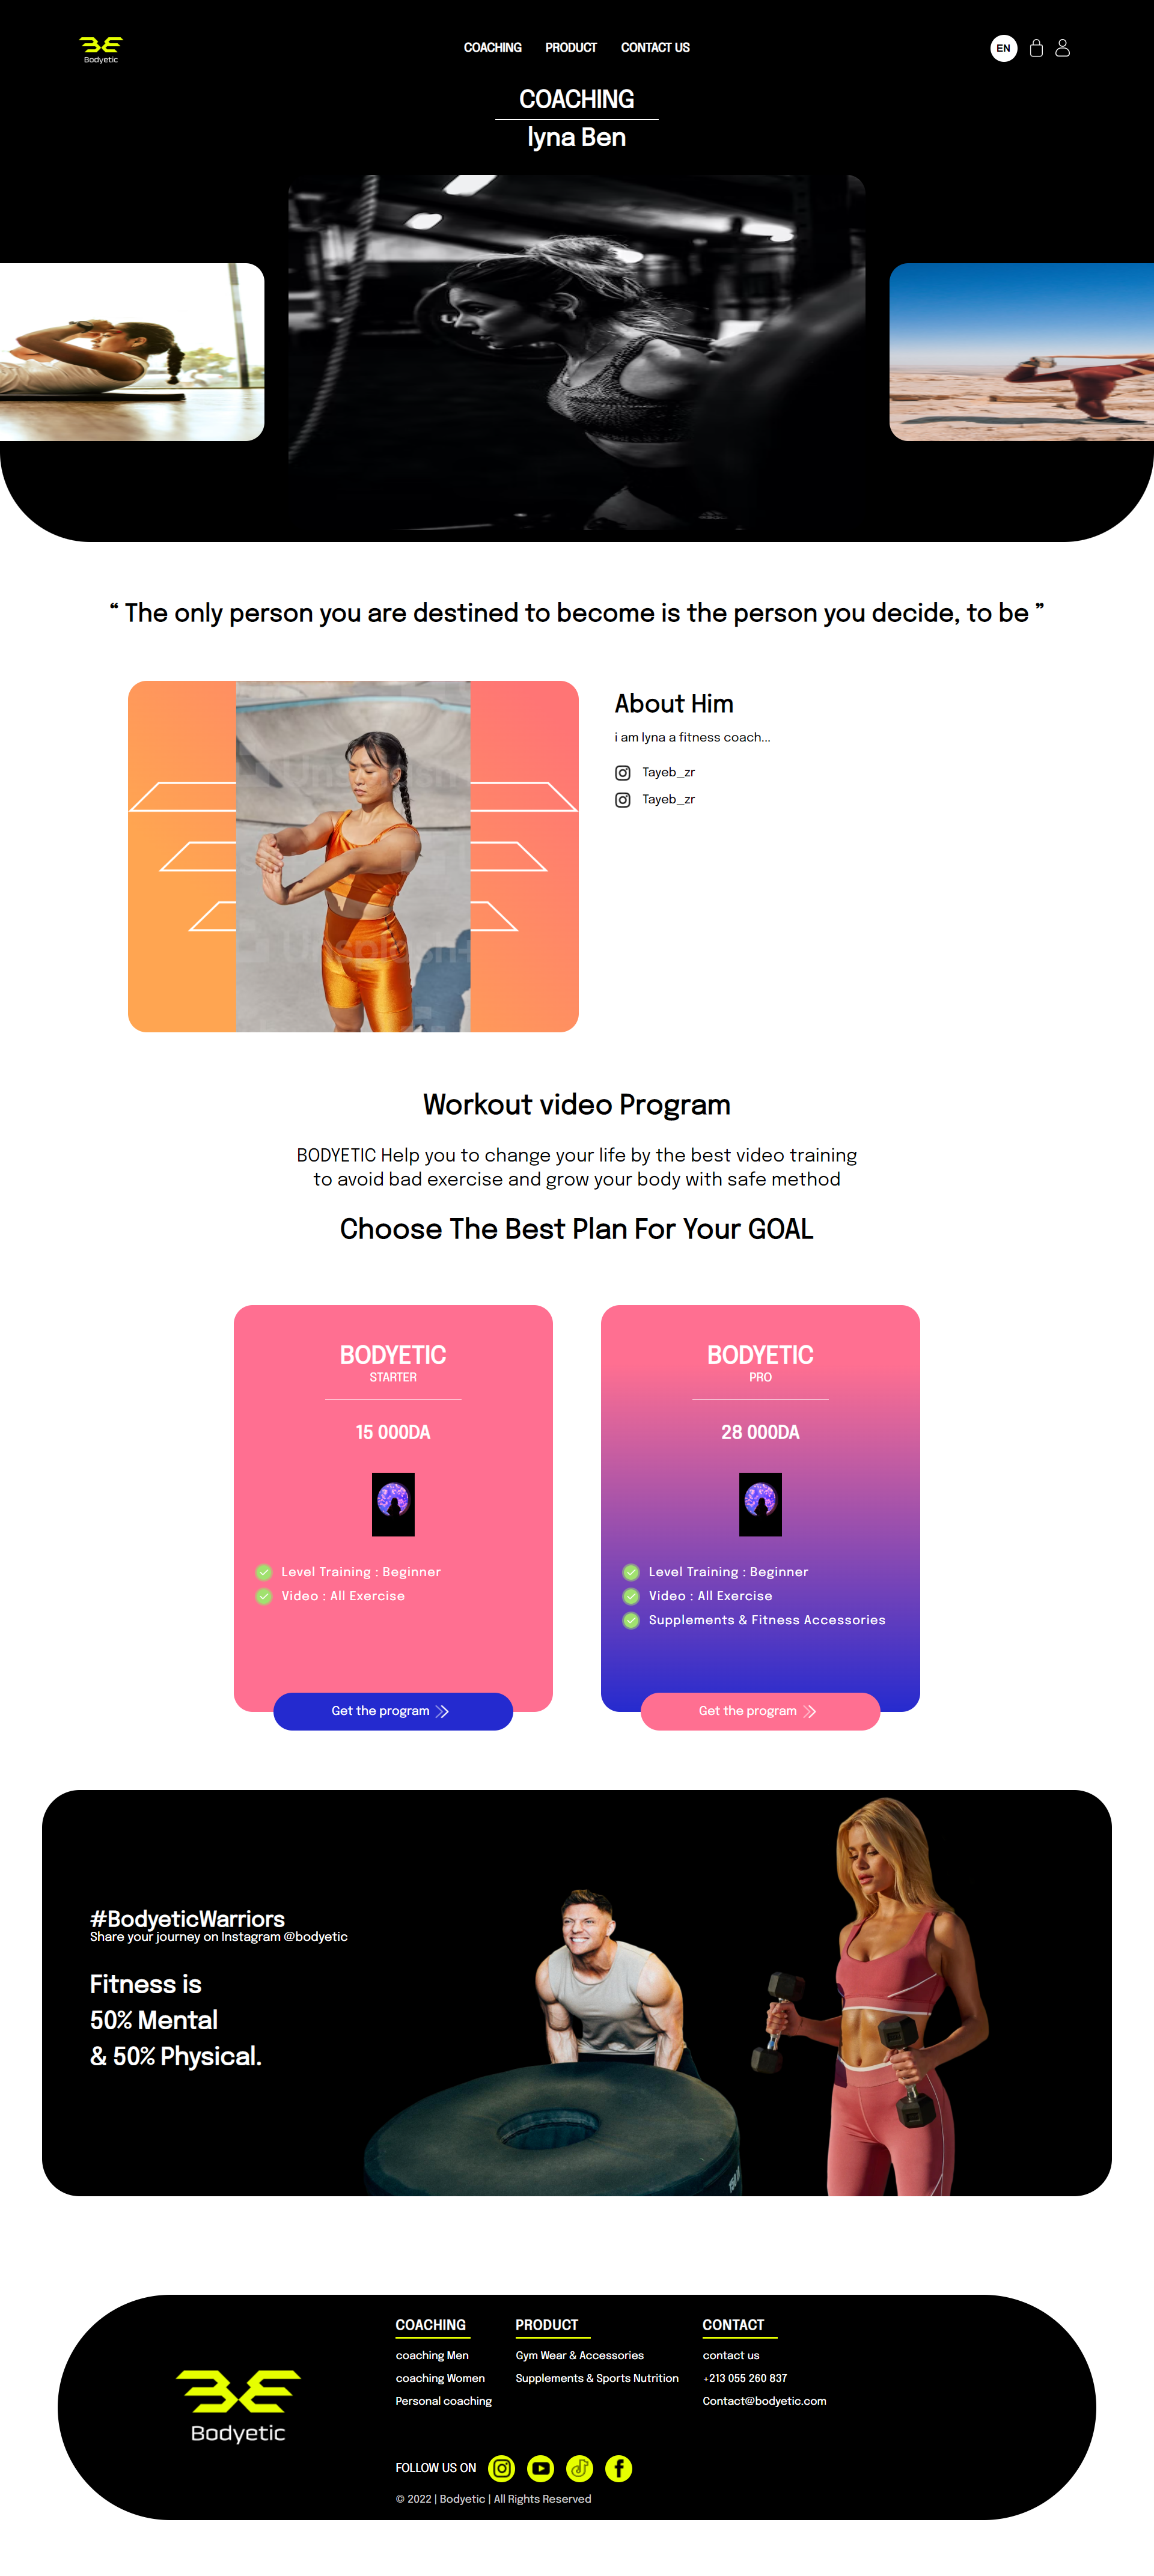 Bodyetic
COACHING
PRODUCT
CONTACT US
EN
COACHING
lyna Ben
“ The only person you are destined to become is the person you decide, to be ”
About Him
i am lyna a fitness coach...
Tayeb_zr
Tayeb_zr
Unsplash+
Workout video Program
BODYETIC Help you to change your life by the best video training
to avoid bad exercise and grow your body with safe method
Choose The Best Plan For Your GOAL
BODYETIC
STARTER
15 000DA
Level Training : Beginner
Video : All Exercise
Get the program
BODYETIC
PRO
28 000DA
Level Training : Beginner
Video : All Exercise
Supplements & Fitness Accessories
Get the program
#BodyeticWarriors
Share your journey on Instagram @bodyetic
Fitness is
50% Mental
& 50% Physical.
Bodyetic
COACHING
coaching Men
coaching Women
Personal coaching
PRODUCT
Gym Wear & Accessories
Supplements & Sports Nutrition
CONTACT
contact us
+213 055 260 837
Contact@bodyetic.com
FOLLOW US ON
© 2022 | Bodyetic | All Rights Reserved